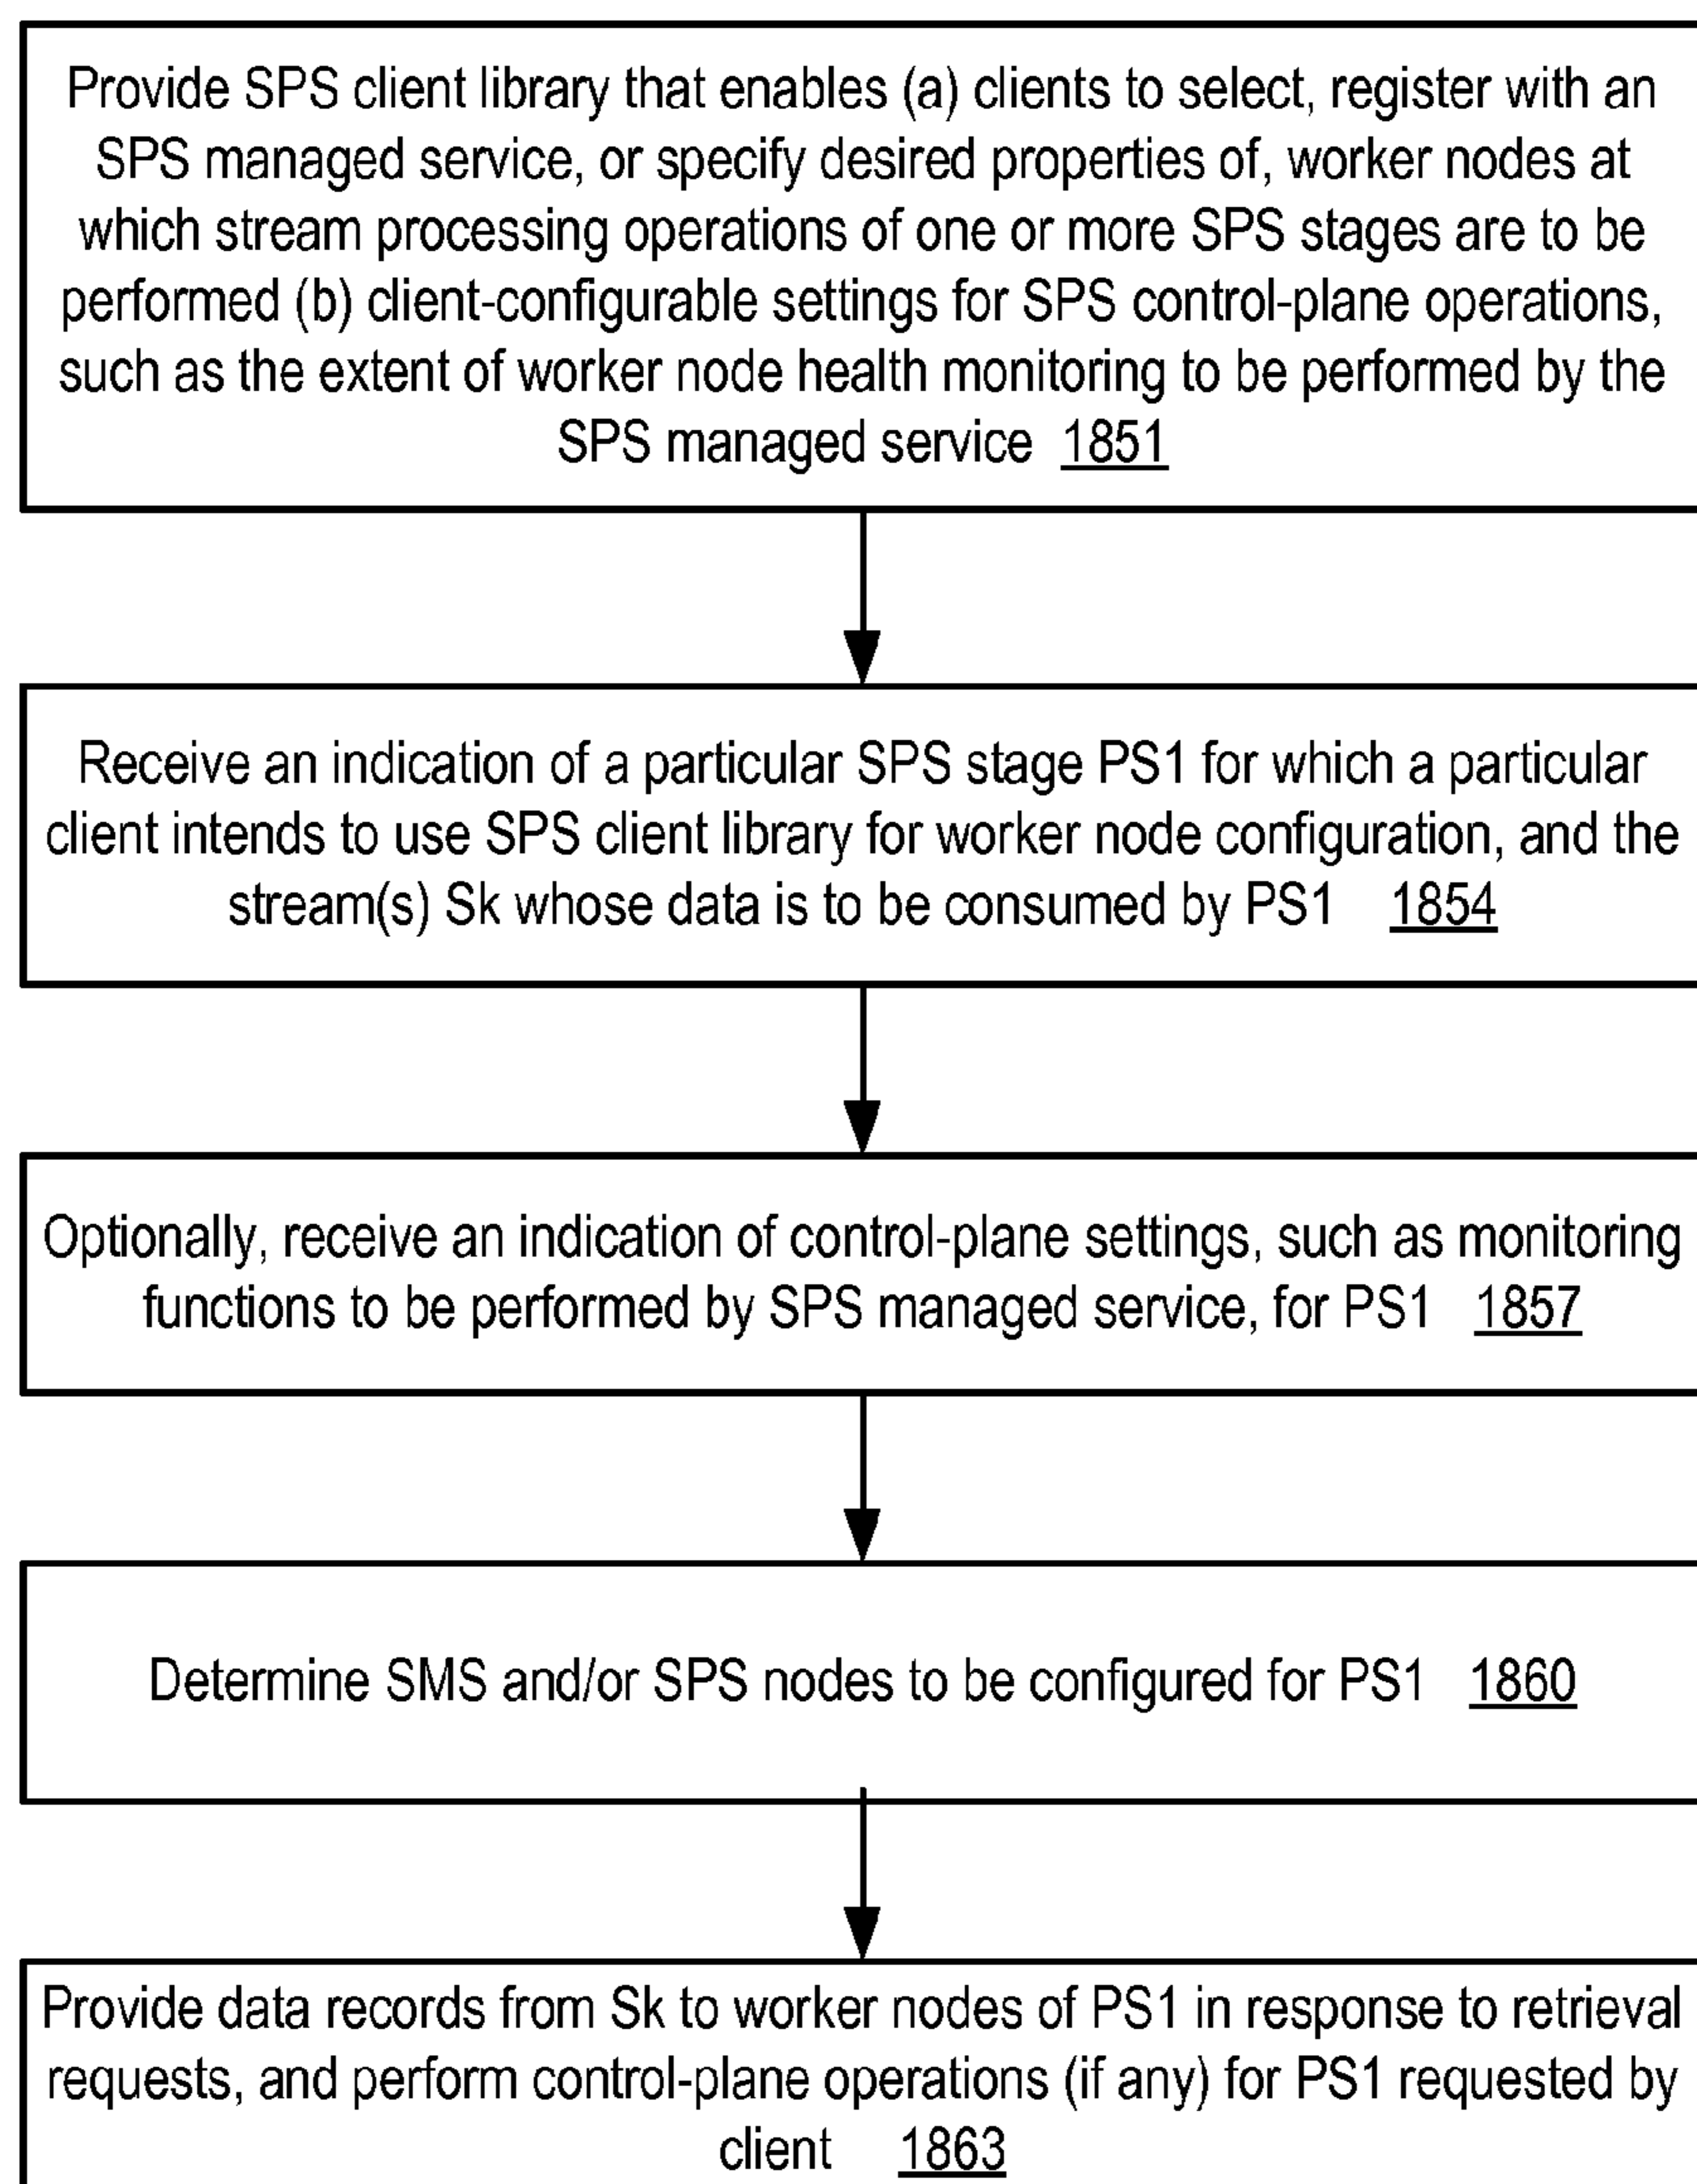 Provide SPS client library that enables (a) clients to select, register with an
SPS managed service, or specify desired properties of, worker nodes at
which stream processing operations of one or more SPS stages are to be
performed (b) client-configurable settings for SPS control-plane operations,
such as the extent of worker node health monitoring to be performed by the
SPS managed service 1851
Receive an indication of a particular SPS stage PS1 for which a particular
client intends to use SPS client library for worker node configuration, and the
stream(s) Sk whose data is to be consumed by PS1 1854
Optionally, receive an indication of control-plane settings, such as monitoring
functions to be performed by SPS managed service, for PS1 1857
Determine SMS and/or SPS nodes to be configured for PS1 1860
Provide data records from Sk to worker nodes of PS1 in response to retrieval
requests, and perform control-plane operations (if any) for PS1 requested by
client 1863